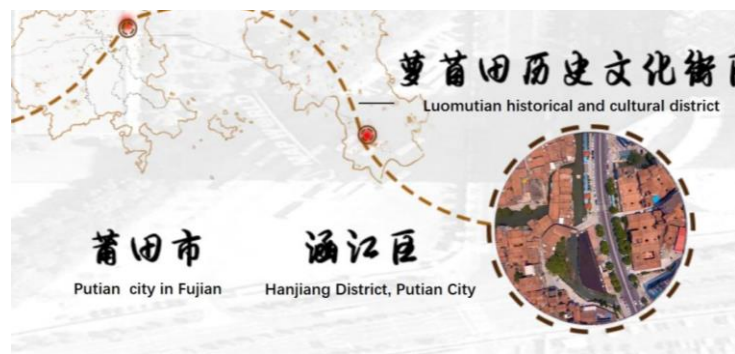 萝苜田历史文化街
Luomutian historical and cultural district
莆田市
涵江区
Putian city in Fujian
Hanjiang District, Putian City